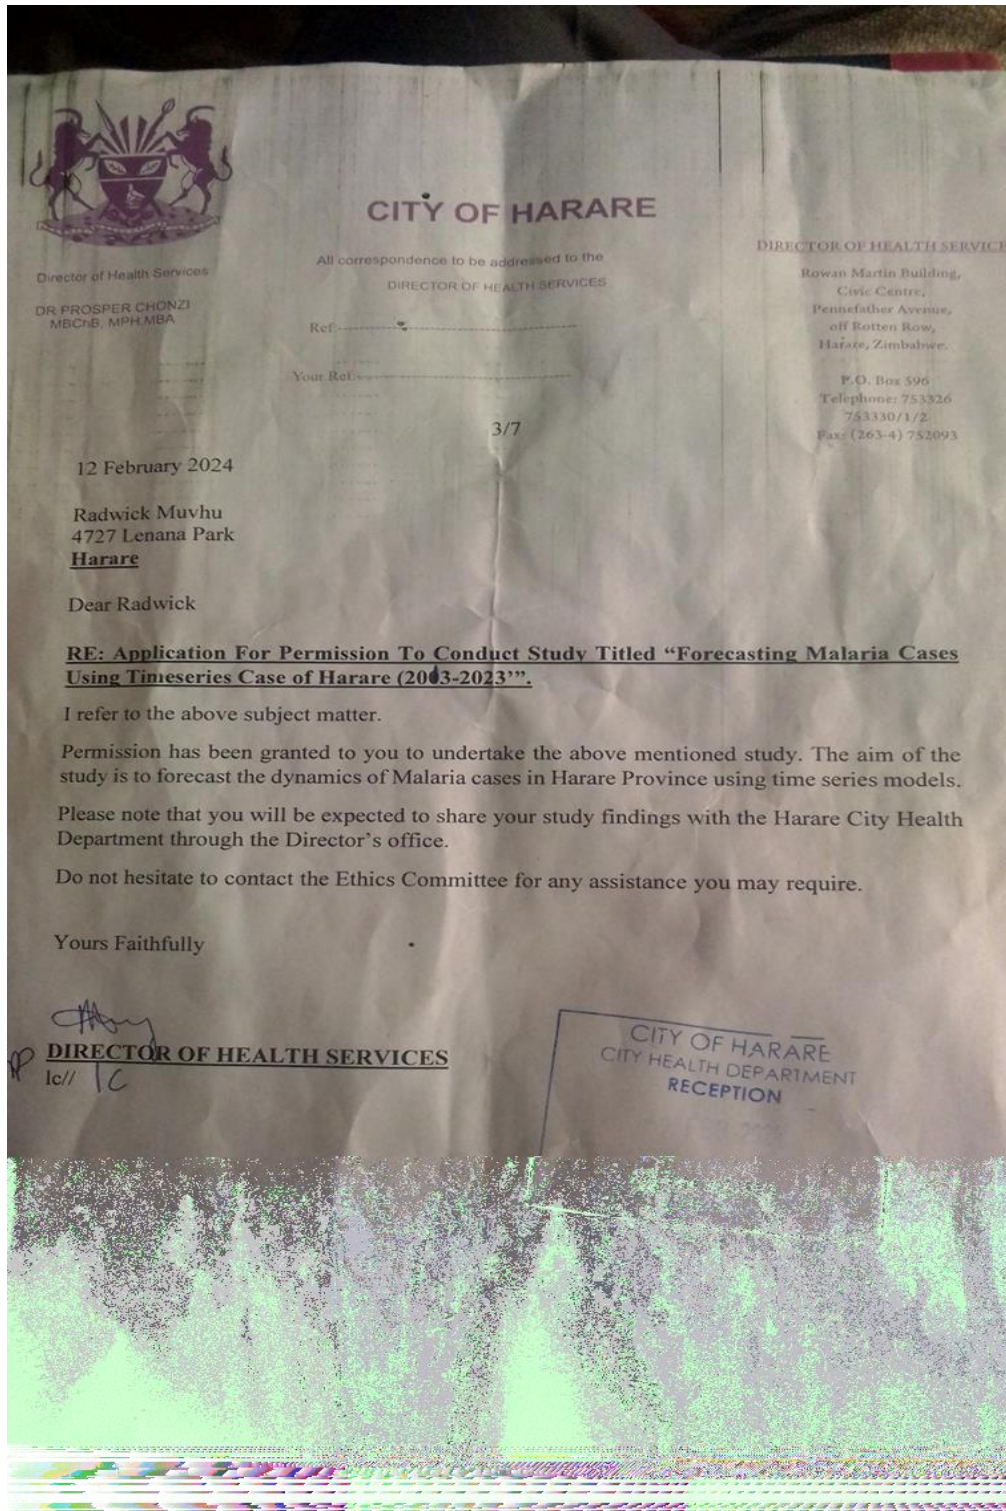 CITY OF HARARE
Director of Health Services
DR PROSPER CHONZI
MBChB, MPH.MBA
All correspondence to be addressed to the
DIRECTOR OF HEALTH SERVICES
Ref:
Your Ref:
3/7
DIRECTOR OF HEALTH SERVICE
Rowan Martin Building,
Civic Centre,
Pennefather Avenue,
off Rotten Row,
Harare, Zimbabwe.
P.O. Box 596
Telephone: 753326
753330/1/2
Fax: (263-4) 752093
12 February 2024
Radwick Muvhu
4727 Lenana Park
Harare
Dear Radwick
RE: Application For Permission To Conduct Study Titled “Forecasting Malaria Cases
Using Timeseries Case of Harare (2003-2023’”.
I refer to the above subject matter.
Permission has been granted to you to undertake the above mentioned study. The aim of the
study is to forecast the dynamics of Malaria cases in Harare Province using time series models.
Please note that you will be expected to share your study findings with the Harare City Health
Department through the Director’s office.
Do not hesitate to contact the Ethics Committee for any assistance you may require.
Yours Faithfully
DIRECTOR OF HEALTH SERVICES
lc// IC
CITY OF HARARE
CITY HEALTH DEPARTMENT
RECEPTION